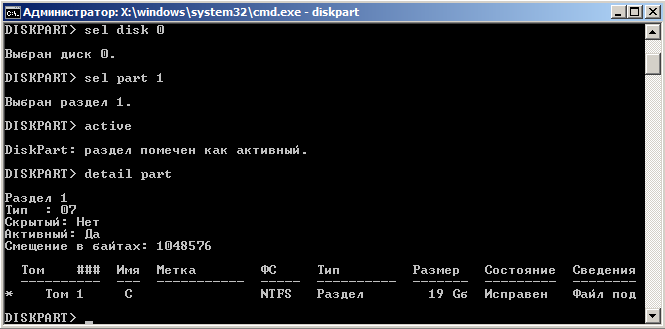 Администратор: X:\windows\system32\cmd.exe - diskpart
DISKPART> sel disk 0
Выбран диск 0.
DISKPART> sel part 1
Выбран раздел 1.
DISKPART> active
DiskPart: раздел помечен как активный.
DISKPART> detail part
Раздел 1
Тип  : 07
Скрытый: Нет
Активный: Да
Смещение в байтах: 1048576
Том ### Имя Метка ФС Тип Размер Состояние Сведения
---------- --- ----------- ----- ---------- ------- --------- --------
* Том 1 C NTFS Раздел 19 Gб Исправен Файл под
DISKPART> _